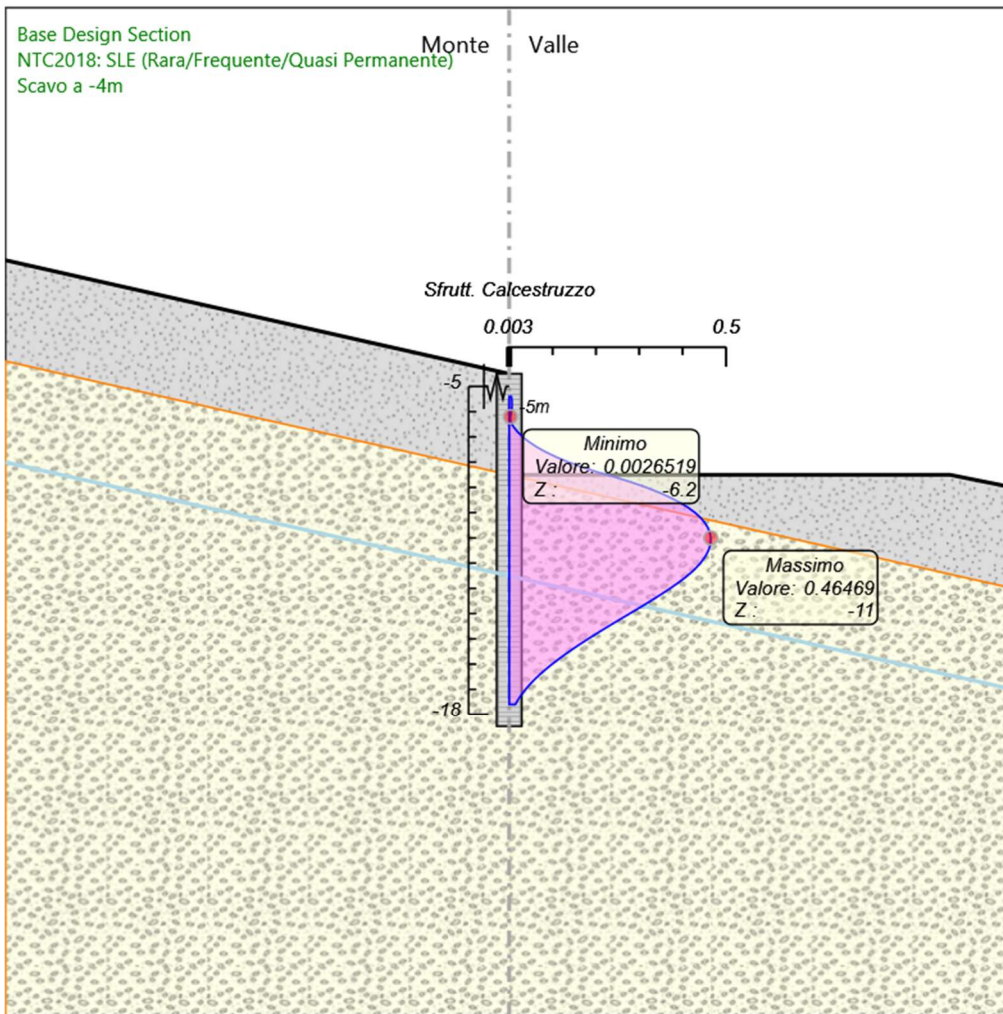 Base Design Section
NTC2018: SLE (Rara/Frequente/Quasi Permanente)
Scavo a -4m
Monte
Valle
Sfrutt. Calcestruzzo
0.003
0.5
-5
-5m
Minimo
Valore: 0.0026519
Z : -6.2
Massimo
Valore: 0.46469
Z : -11
-18